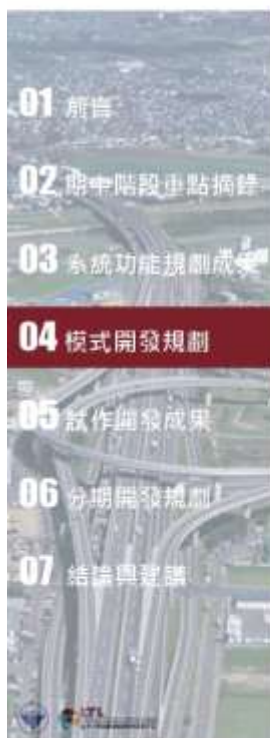 01 前言
02 期中階段重點摘錄
03 系統功能規劃成果
04 模式開發規劃
05 試作開發成果
06 分期開發規劃
07 結論與建議